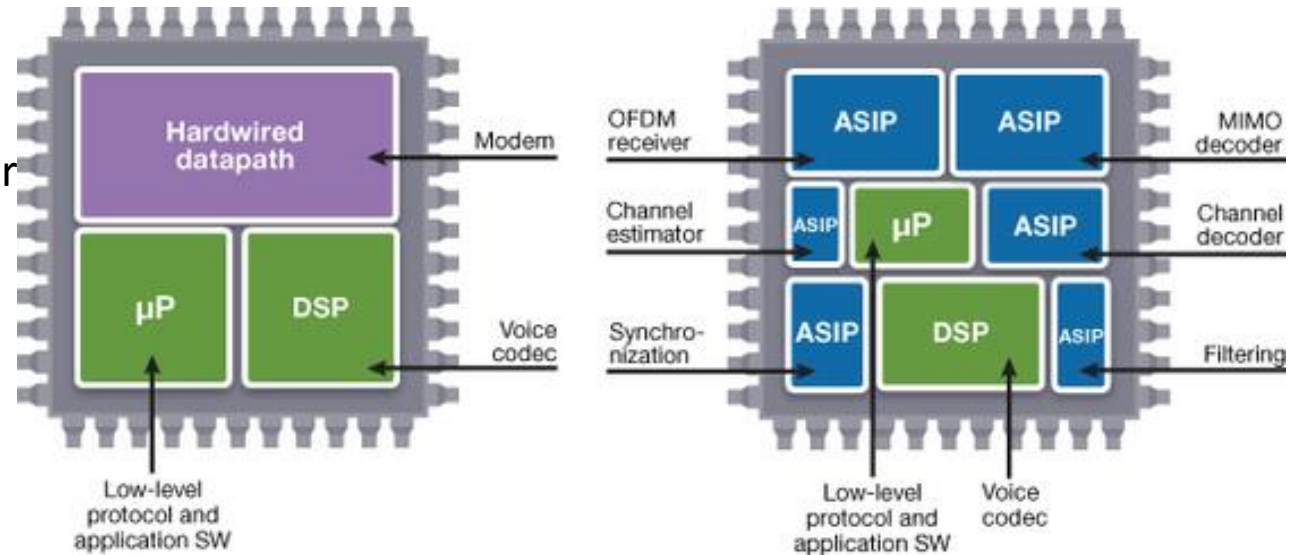 r
Hardwired
datapath
Modem
µP
DSP
Voice
codec
Low-level
protocol and
application SW
OFDM
receiver
ASIP
ASIP
MIMO
decoder
Channel
estimator
ASIP
µP
ASIP
Channel
decoder
Synchro-
nization
ASIP
DSP
ASIP
Filtering
Low-level
protocol and
application SW
Voice
codec